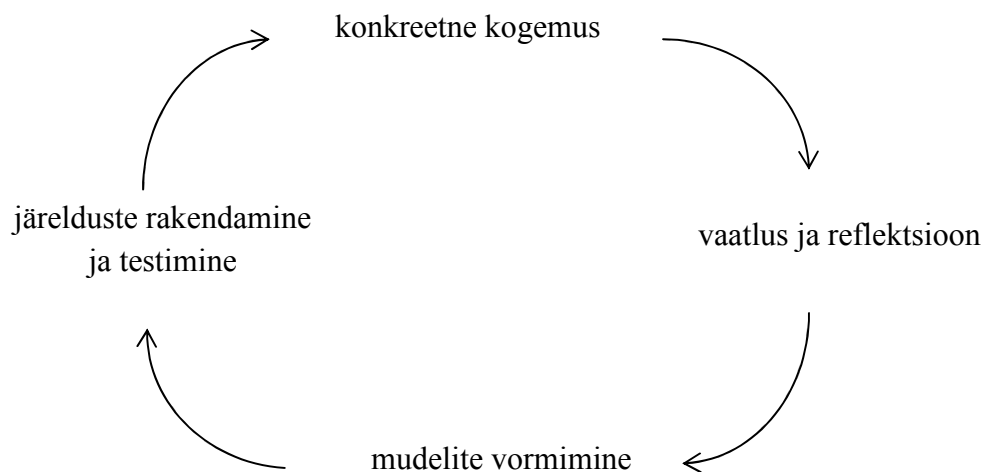 konkreetne kogemus
järelduste rakendamine
ja testimine
vaatlus ja reflektsioon
mudelite vormimine